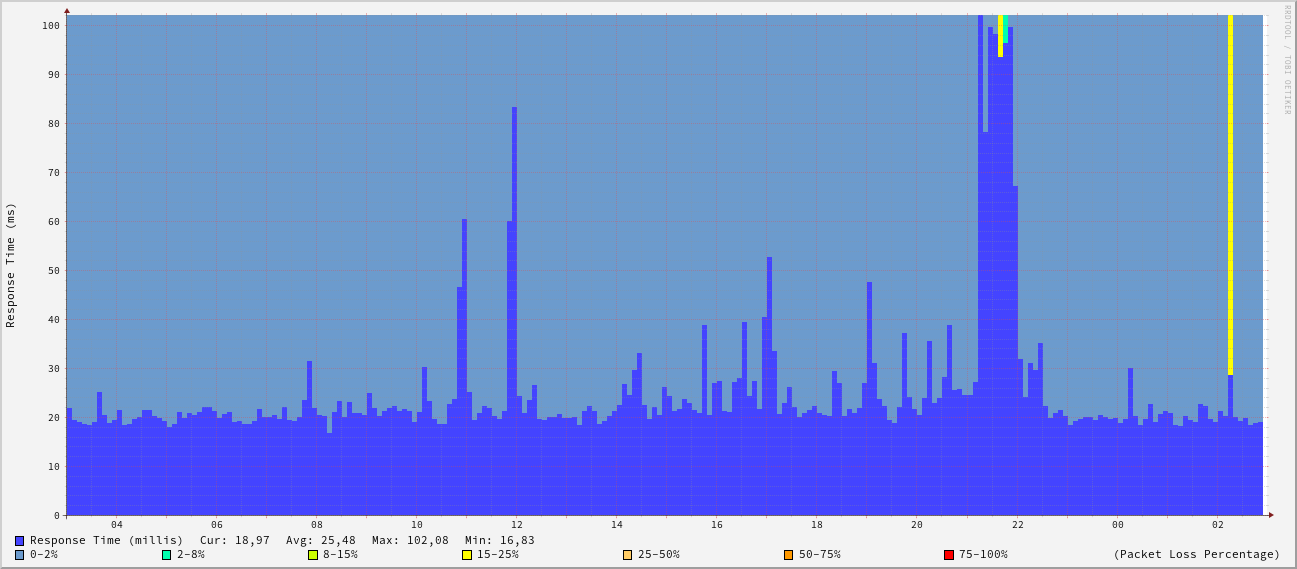 RRDTOOL / TOBI OETIKER
Response Time (ms)
100
90
80
70
60
50
40
30
20
10
0
04 06 08 10 12 14 16 18 20 22 00 02
Response Time (millis) Cur: 18,97 Avg: 25,48 Max: 102,08 Min: 16,83
0-2% 2-8% 8-15% 15-25% 25-50% 50-75% 75-100% (Packet Loss Percentage)